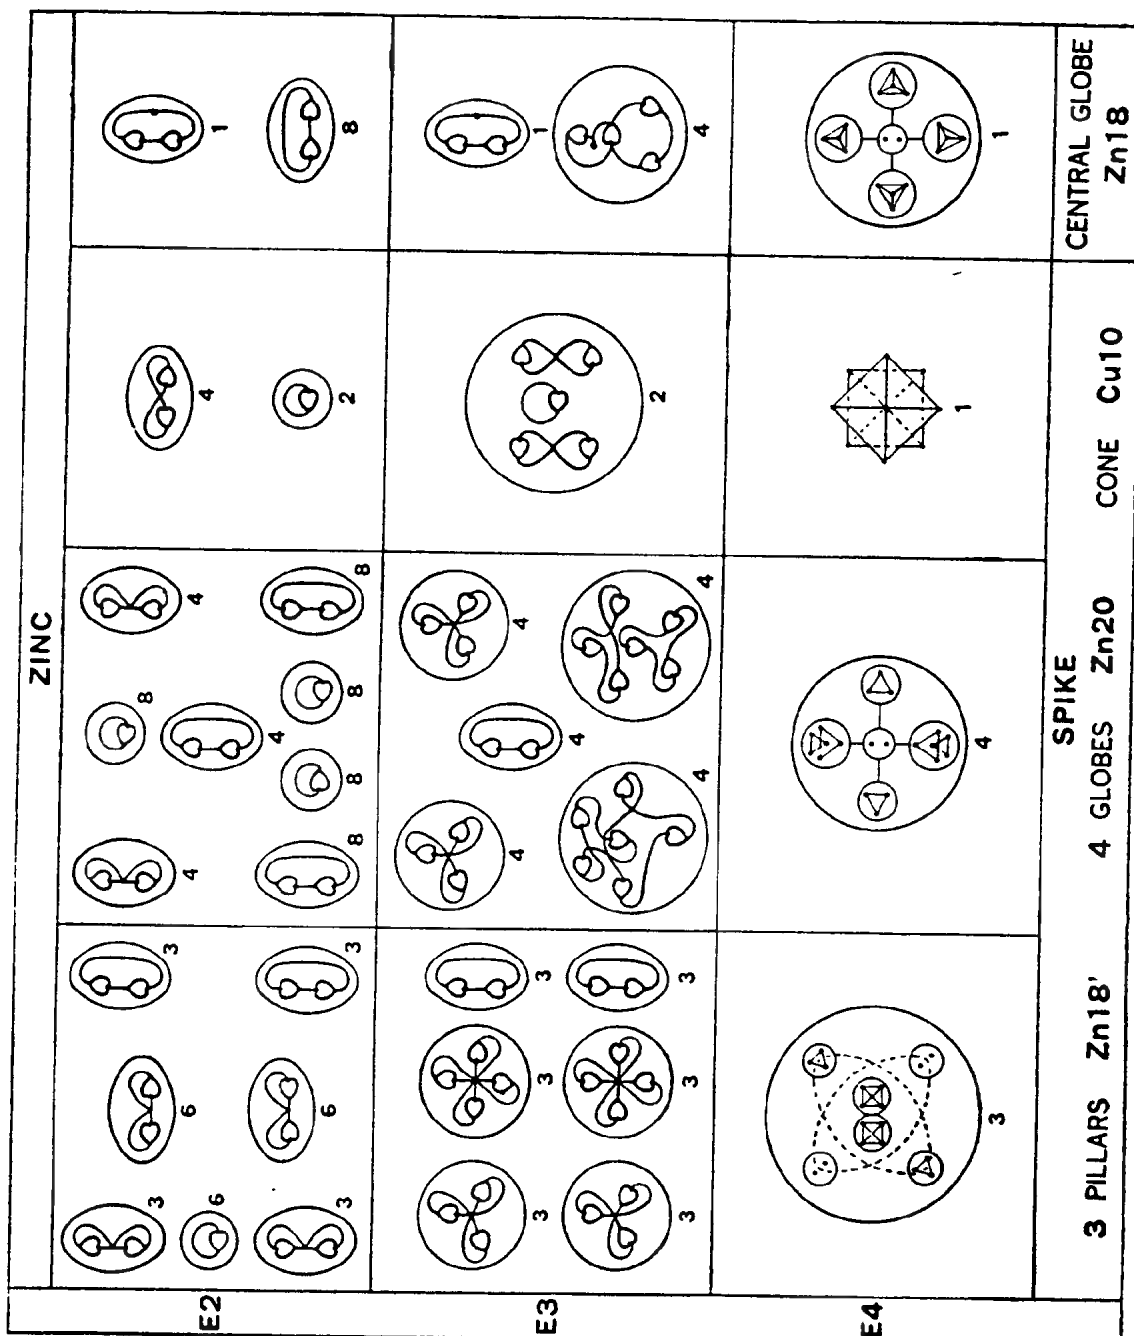 ZINC
E2
3 6 6 3
3 6 3
4 8 4 4
8 8 8 8
4
2
1
8
E3
3 3 3
3 3 3
4 4 4
4 4
2
1
4
E4
3
4
1
1
SPIKE
3 PILLARS Zn18'
4 GLOBES Zn20
CONE Cu10
CENTRAL GLOBE
Zn18